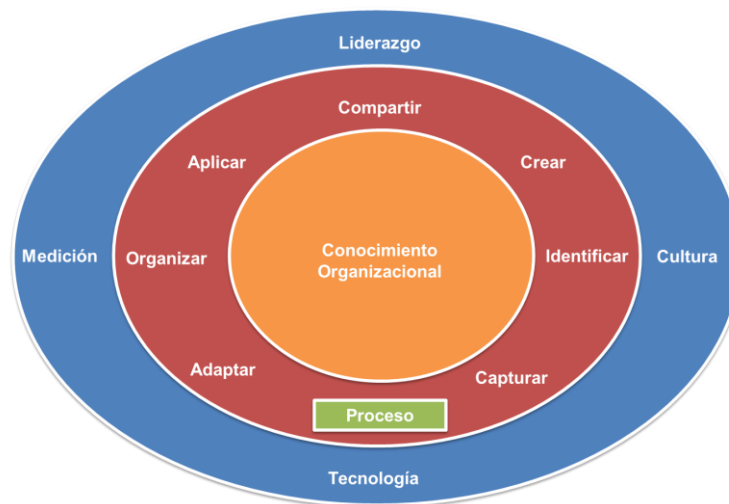 Liderazgo
Compartir
Aplicar
Crear
Medición
Organizar
Conocimiento
Organizacional
Identificar
Cultura
Adaptar
Capturar
Proceso
Tecnología